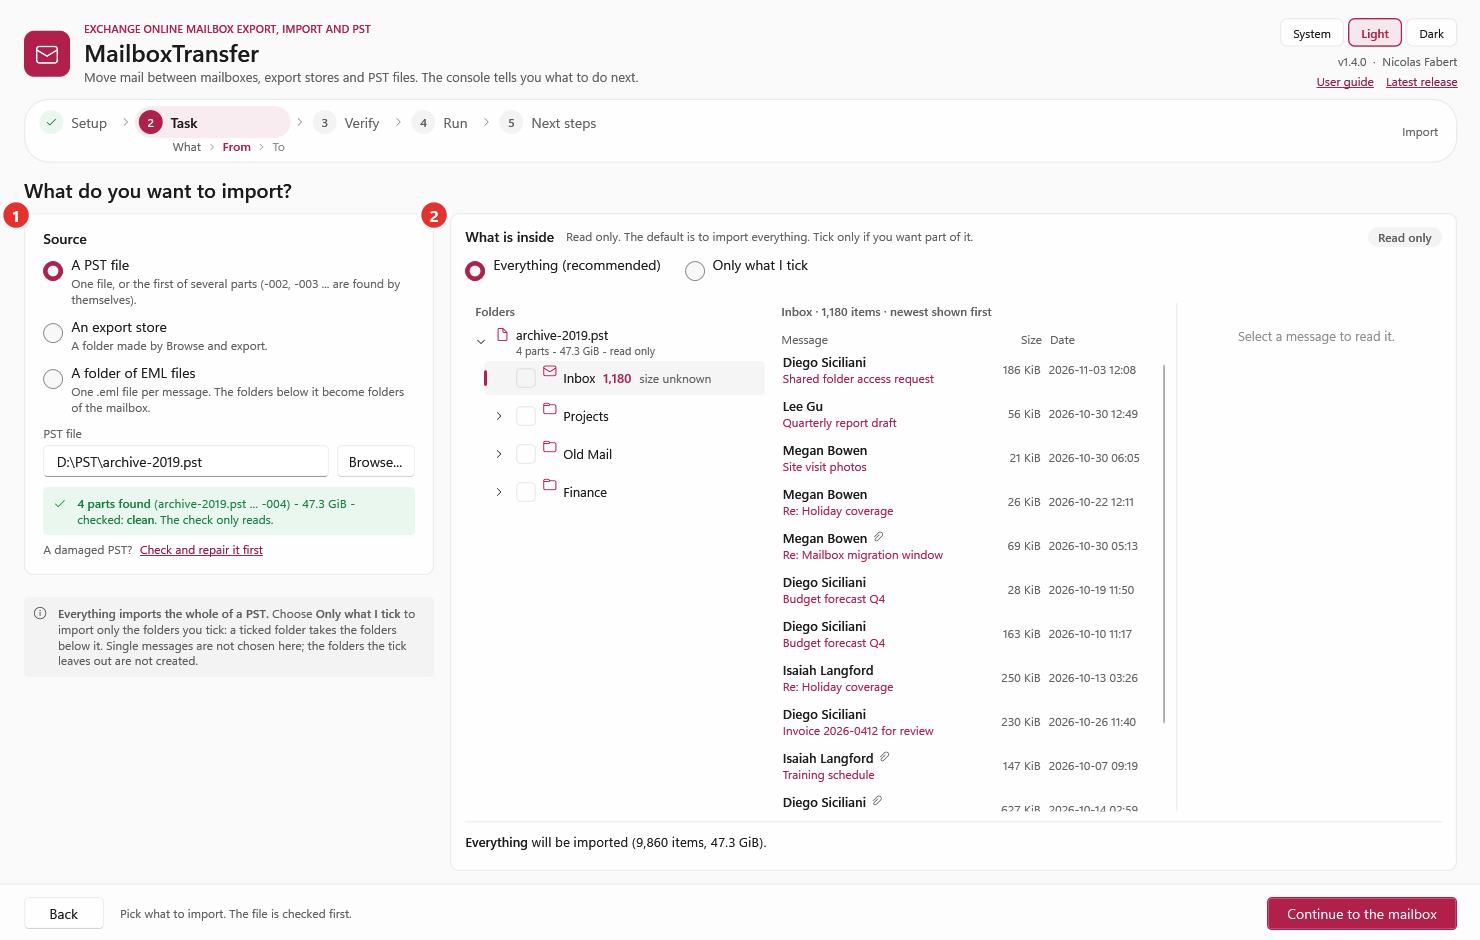 EXCHANGE ONLINE MAILBOX EXPORT, IMPORT AND PST
MailboxTransfer
Move mail between mailboxes, export stores and PST files. The console tells you what to do next.
System
Light
Dark
v1.4.0 · Nicolas Fabert
User guide Latest release
Setup
2 Task
3 Verify
4 Run
5 Next steps
What > From > To
Import
What do you want to import?
1
Source
A PST file
One file, or the first of several parts (-002, -003 ... are found by
themselves).
An export store
A folder made by Browse and export.
A folder of EML files
One .eml file per message. The folders below it become folders
of the mailbox.
PST file
D:\PST\archive-2019.pst
Browse...
4 parts found (archive-2019.pst ... -004) - 47.3 GiB -
checked: clean. The check only reads.
A damaged PST? Check and repair it first
Everything imports the whole of a PST. Choose Only what I tick to
import only the folders you tick: a ticked folder takes the folders
below it. Single messages are not chosen here; the folders the tick
leaves out are not created.
2
What is inside Read only. The default is to import everything. Tick only if you want part of it.
Read only
Everything (recommended)
Only what I tick
Folders
archive-2019.pst
4 parts - 47.3 GiB - read only
Inbox 1,180 size unknown
Projects
Old Mail
Finance
Inbox · 1,180 items · newest shown first
Message Size Date
Diego Siciliani
Shared folder access request
186 KiB 2026-11-03 12:08
Lee Gu
Quarterly report draft
56 KiB 2026-10-30 12:49
Megan Bowen
Site visit photos
21 KiB 2026-10-30 06:05
Megan Bowen
Re: Holiday coverage
26 KiB 2026-10-22 12:11
Megan Bowen
Re: Mailbox migration window
69 KiB 2026-10-30 05:13
Diego Siciliani
Budget forecast Q4
28 KiB 2026-10-19 11:50
Diego Siciliani
Budget forecast Q4
163 KiB 2026-10-10 11:17
Isaiah Langford
Re: Holiday coverage
250 KiB 2026-10-13 03:26
Diego Siciliani
Invoice 2026-0412 for review
230 KiB 2026-10-26 11:40
Isaiah Langford
Training schedule
147 KiB 2026-10-07 09:19
Diego Siciliani
627 KiB 2026-10-14 02:59
Select a message to read it.
Everything will be imported (9,860 items, 47.3 GiB).
Back
Pick what to import. The file is checked first.
Continue to the mailbox